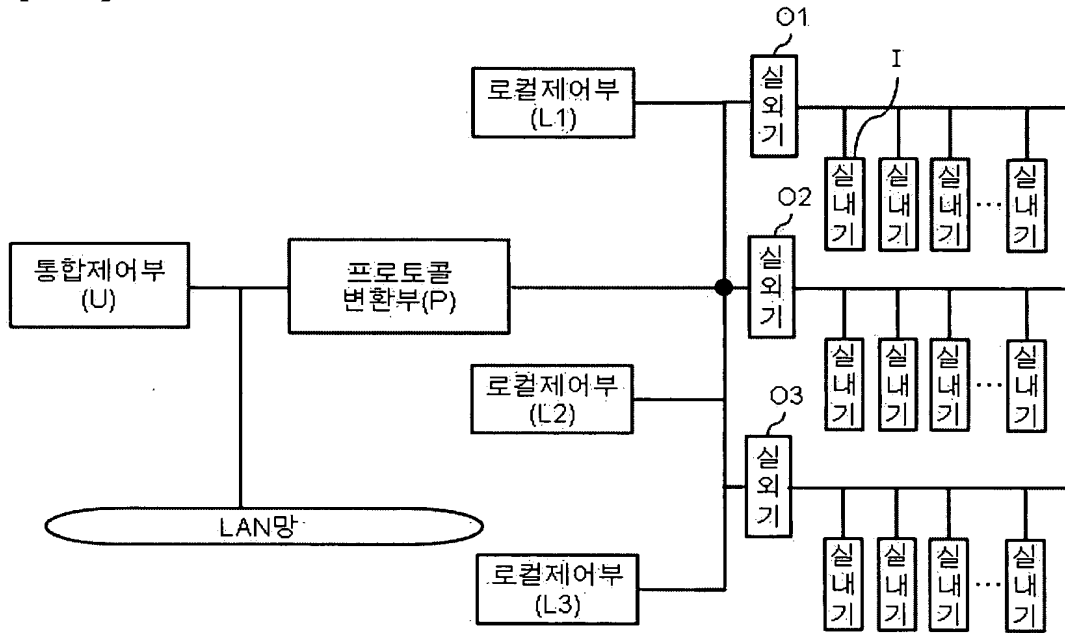 O1
I
로컬제어부
(L1)
실외기
실내기
실내기
실내기
...
실내기
O2
통합제어부
(U)
프로토콜
변환부(P)
실외기
실내기
실내기
실내기
...
실내기
로컬제어부
(L2)
O3
실외기
LAN망
실내기
실내기
실내기
...
실내기
로컬제어부
(L3)